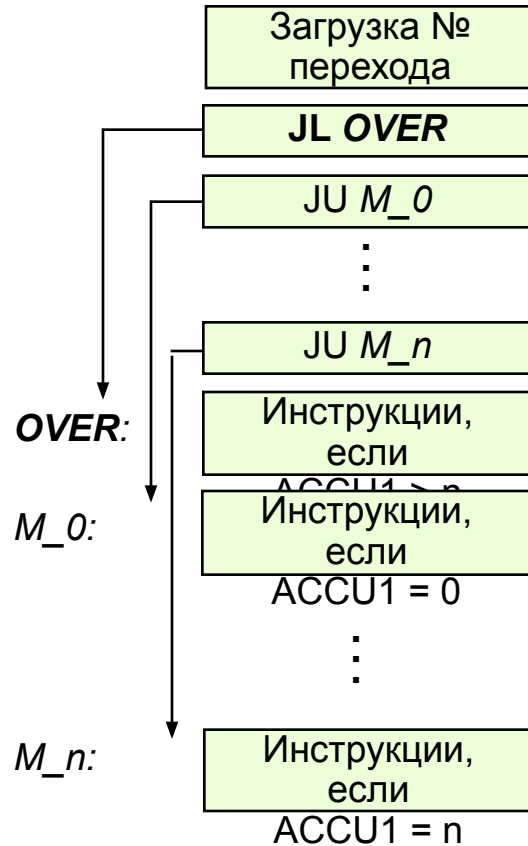 Загрузка №
перехода
JL OVER
JU M_0
JU M_n
OVER:
Инструкции,
если
ACCU1 > n
M_0:
Инструкции,
если
ACCU1 = 0
M_n:
Инструкции,
если
ACCU1 = n